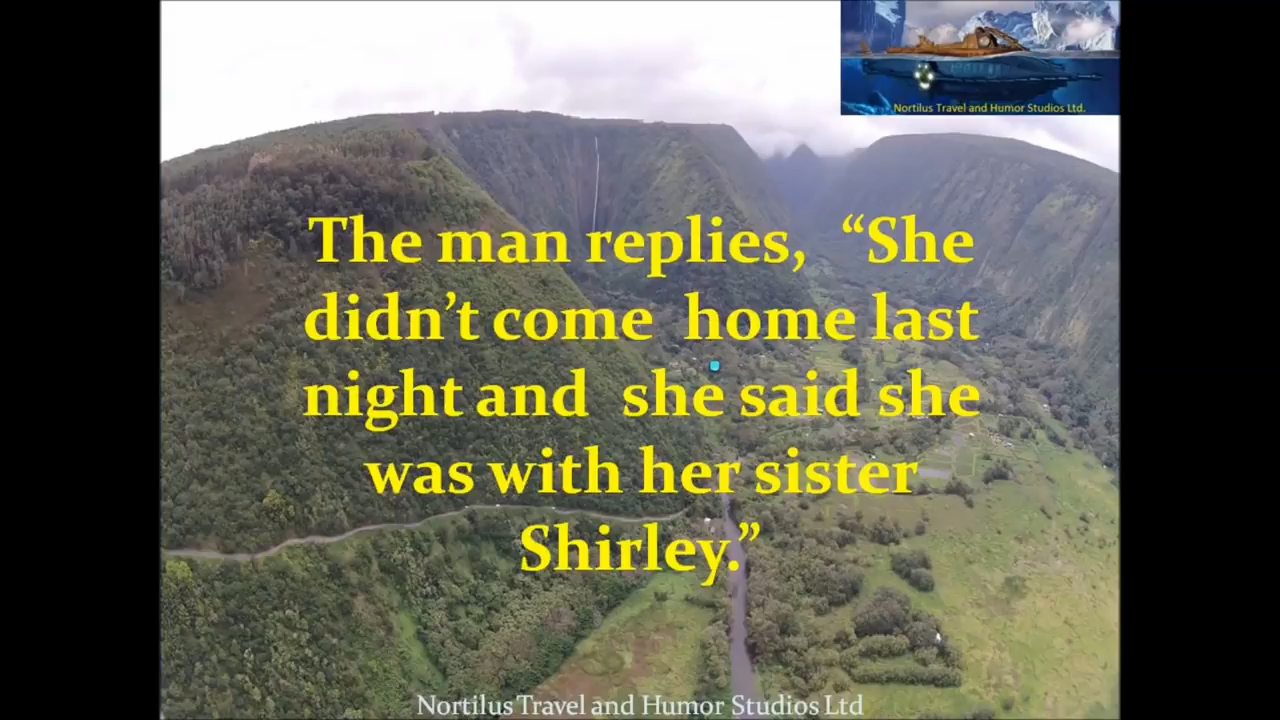 Nortilus Travel and Humor Studios Ltd.
The man replies, “She
didn’t come home last
night and she said she
was with her sister
Shirley.”
Nortilus Travel and Humor Studios Ltd